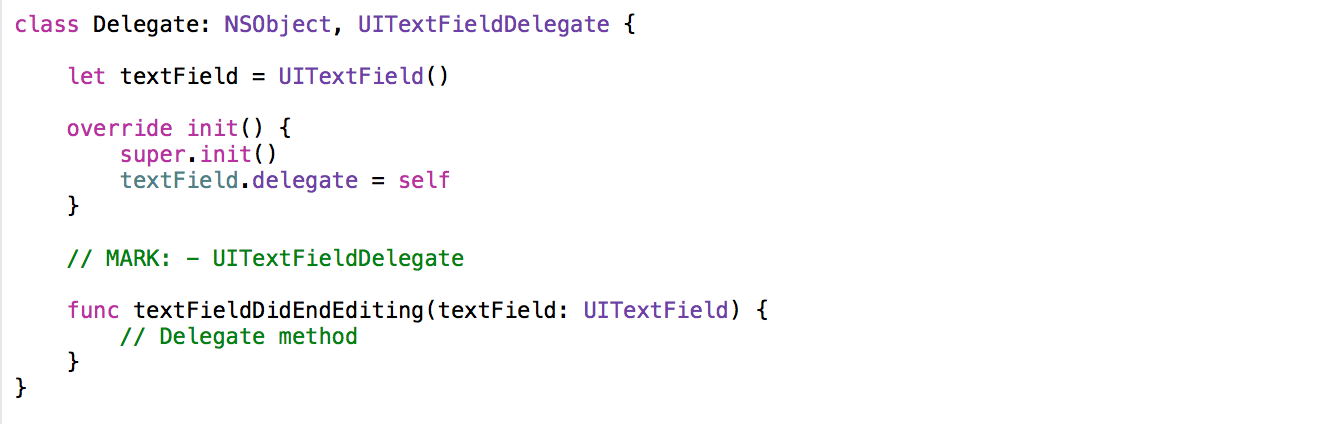 class Delegate: NSObject, UITextFieldDelegate {
let textField = UITextField()
override init() {
super.init()
textField.delegate = self
}
// MARK: - UITextFieldDelegate
func textFieldDidEndEditing(textField: UITextField) {
// Delegate method
}
}